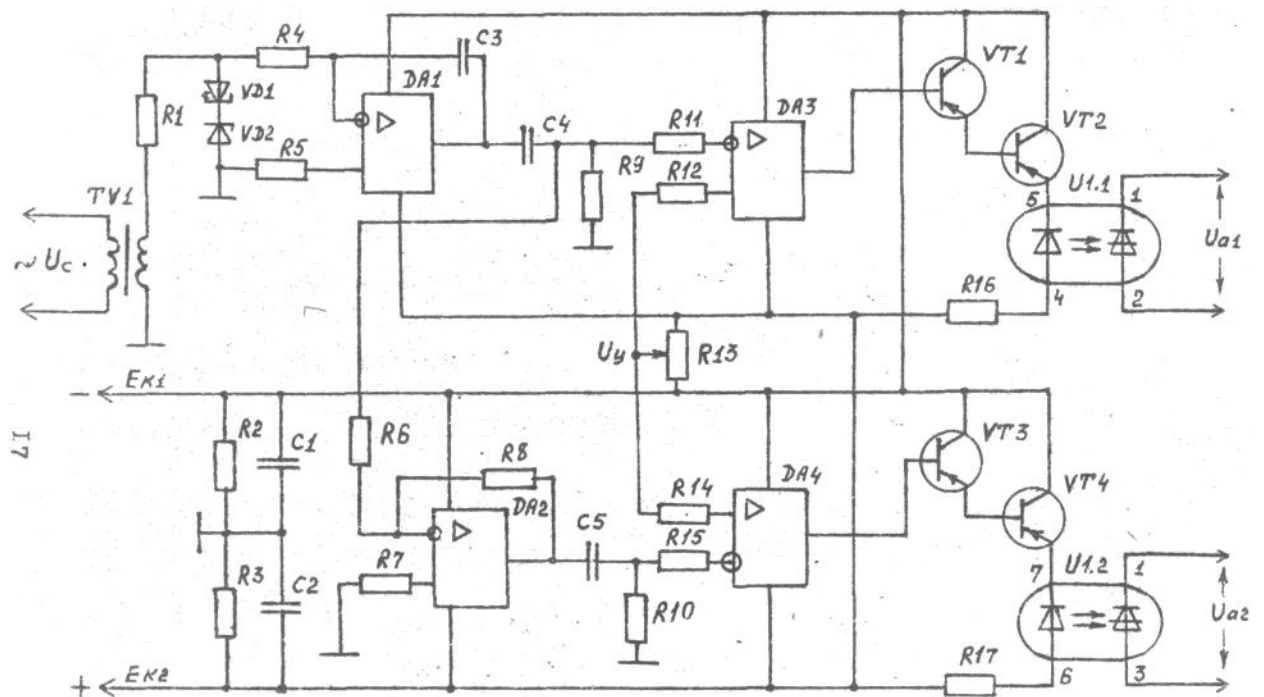 R4
C3
VT1
DA1
VD1
R1
VD2
C4
R11
DA3
VT2
R5
R9
R12
U1.1
TV1
5
1
~ Uc.
Ua1
R16
4
2
Uy
R13
- Eк1
R2
C1
R6
R8
VT3
17
DA2
R14
DA4
VT4
C5
R15
R3
R7
C2
U1.2
7
1
R10
Ua2
R17
+ Eк2
6
3